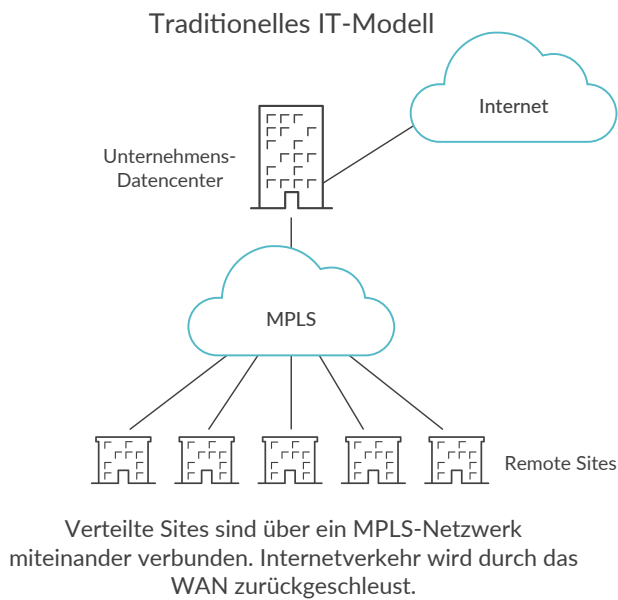 Traditionelles IT-Modell
Internet
Unternehmens-
Datencenter
MPLS
Remote Sites
Verteilte Sites sind über ein MPLS-Netzwerk
miteinander verbunden. Internetverkehr wird durch das
WAN zurückgeschleust.